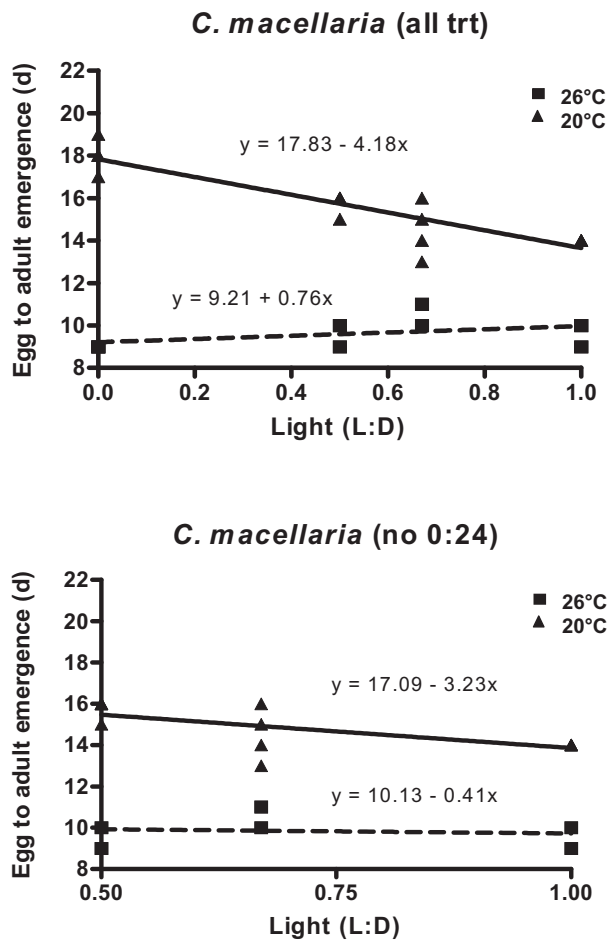 C. macellaria (all trt)
Egg to adult emergence (d)
22
20
18
16
14
12
10
8
26°C
20°C
y = 17.83 - 4.18x
y = 9.21 + 0.76x
0.0 0.2 0.4 0.6 0.8 1.0
Light (L:D)
C. macellaria (no 0:24)
Egg to adult emergence (d)
22
20
18
16
14
12
10
8
26°C
20°C
y = 17.09 - 3.23x
y = 10.13 - 0.41x
0.50 0.75 1.00
Light (L:D)